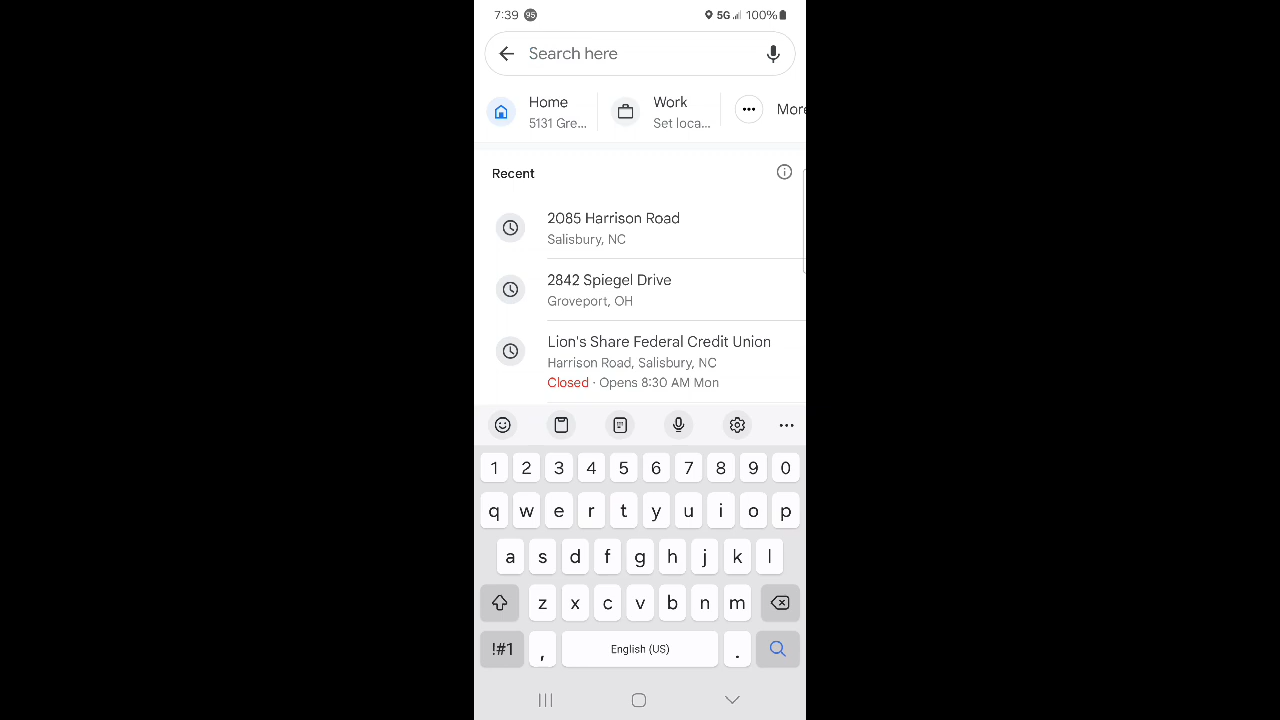 7:39 95 5G 100%
Search here
Home Work More
5131 Gre... Set loca...
Recent
2085 Harrison Road
Salisbury, NC
2842 Spiegel Drive
Groveport, OH
Lion's Share Federal Credit Union
Harrison Road, Salisbury, NC
Closed · Opens 8:30 AM Mon
1 2 3 4 5 6 7 8 9 0
q w e r t y u i o p
a s d f g h j k l
z x c v b n m
!#1 , English (US) .